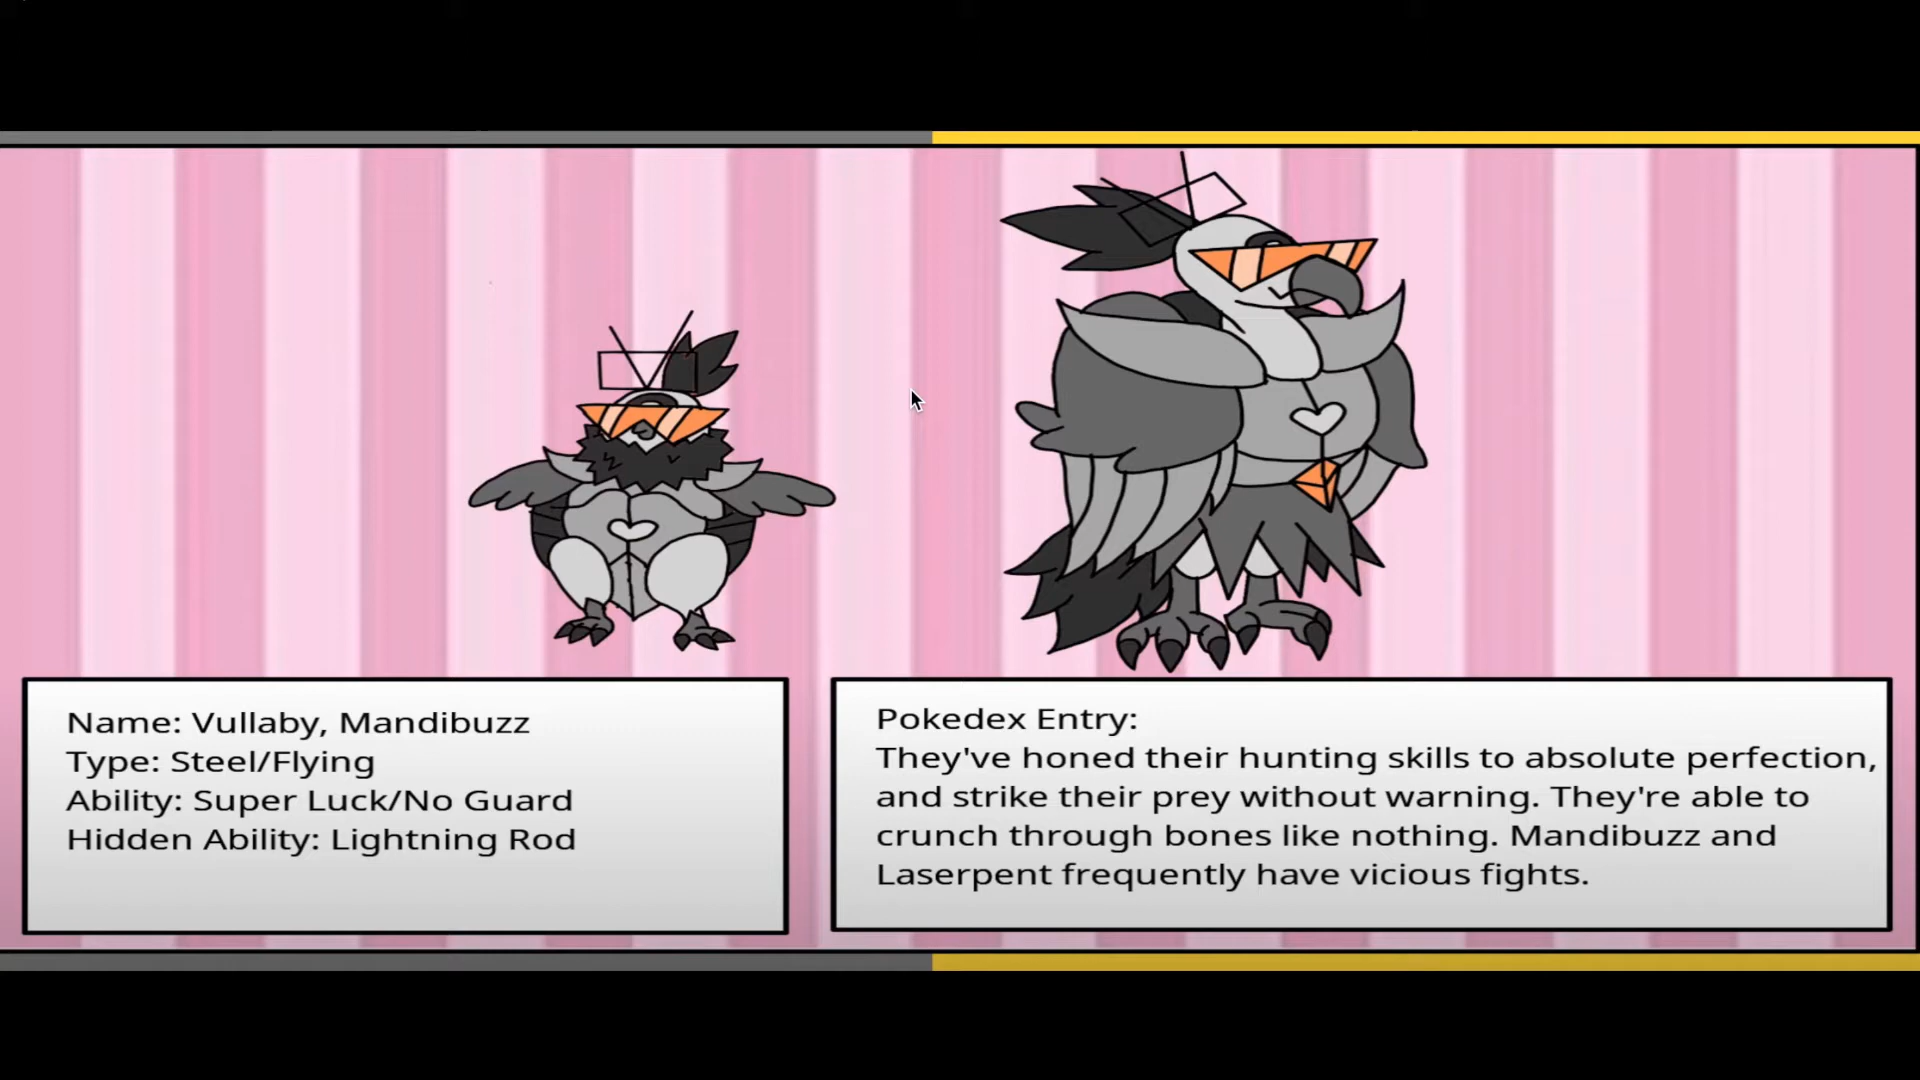 Name: Vullaby, Mandibuzz
Type: Steel/Flying
Ability: Super Luck/No Guard
Hidden Ability: Lightning Rod
Pokedex Entry:
They've honed their hunting skills to absolute perfection,
and strike their prey without warning. They're able to
crunch through bones like nothing. Mandibuzz and
Laserpent frequently have vicious fights.